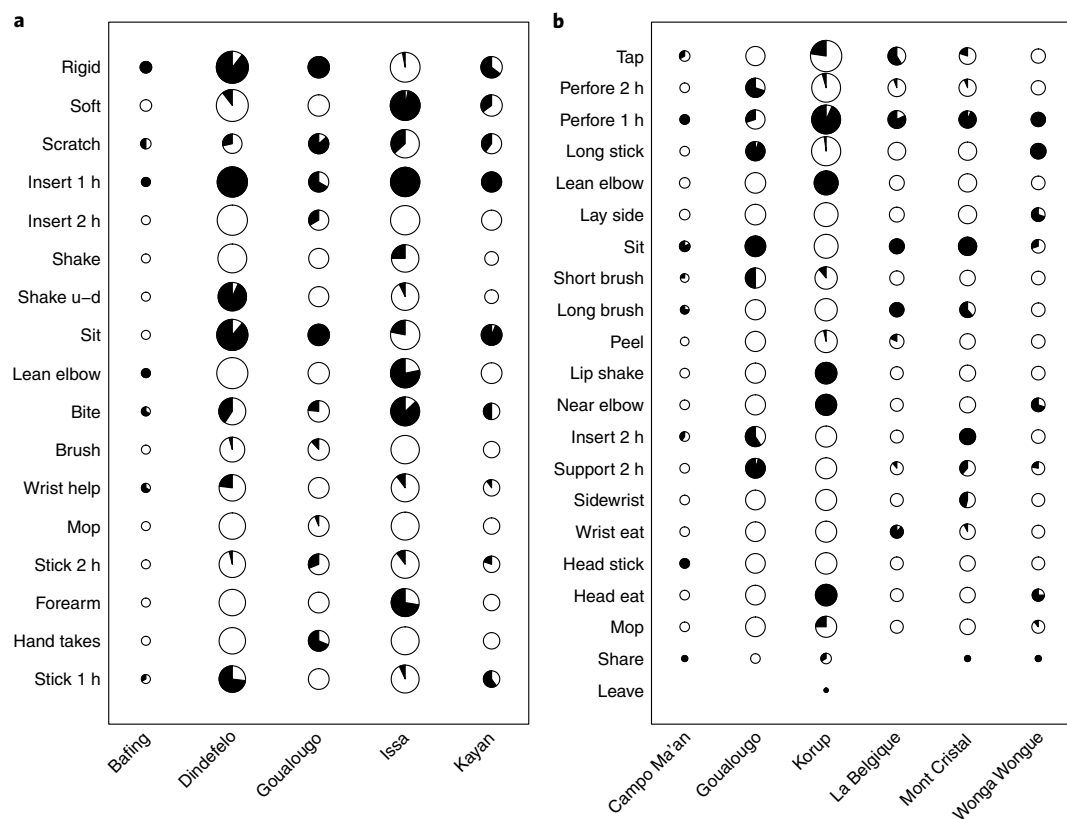 a
Rigid
Soft
Scratch
Insert 1 h
Insert 2 h
Shake
Shake u–d
Sit
Lean elbow
Bite
Brush
Wrist help
Mop
Stick 2 h
Forearm
Hand takes
Stick 1 h
Bafing
Dindefelo
Goualougo
Issa
Kayan
b
Tap
Perfore 2 h
Perfore 1 h
Long stick
Lean elbow
Lay side
Sit
Short brush
Long brush
Peel
Lip shake
Near elbow
Insert 2 h
Support 2 h
Sidewrist
Wrist eat
Head stick
Head eat
Mop
Share
Leave
Campo Ma'an
Goualougo
Korup
La Belgique
Mont Cristal
Wonga Wongue